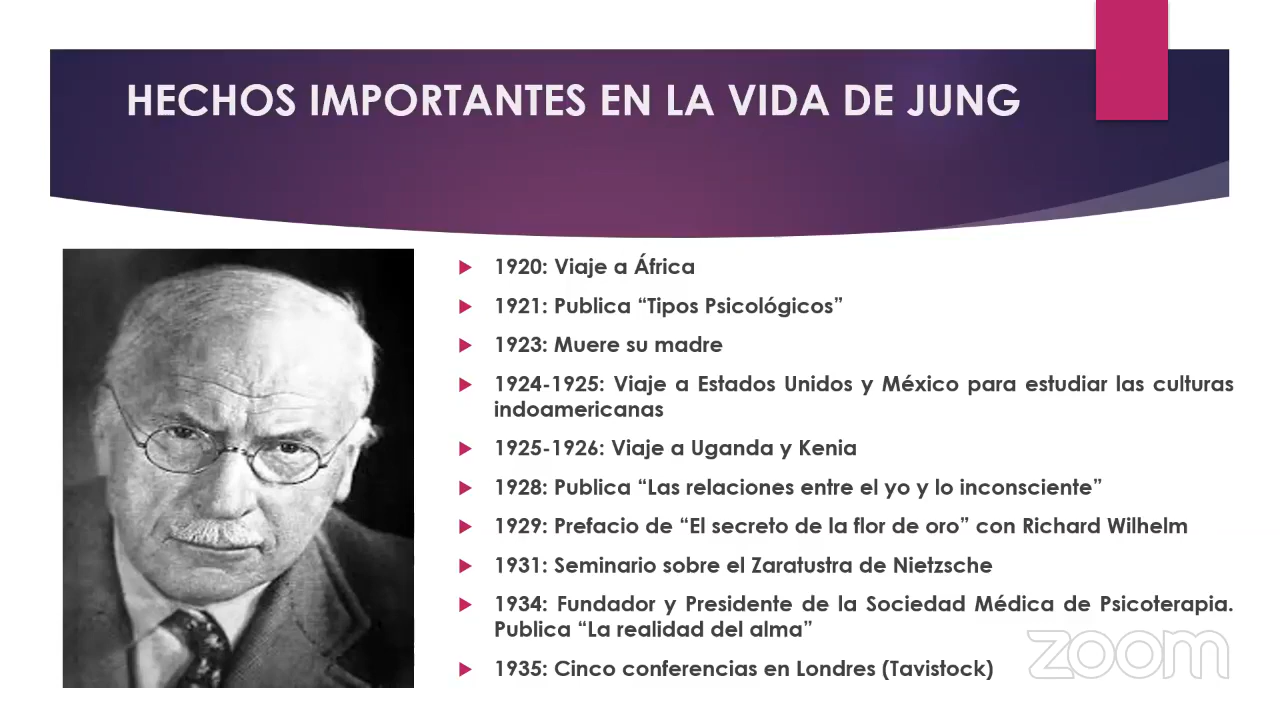 HECHOS IMPORTANTES EN LA VIDA DE JUNG
1920: Viaje a África
1921: Publica “Tipos Psicológicos”
1923: Muere su madre
1924-1925: Viaje a Estados Unidos y México para estudiar las culturas
indoamericanas
1925-1926: Viaje a Uganda y Kenia
1928: Publica “Las relaciones entre el yo y lo inconsciente”
1929: Prefacio de “El secreto de la flor de oro” con Richard Wilhelm
1931: Seminario sobre el Zaratustra de Nietzsche
1934: Fundador y Presidente de la Sociedad Médica de Psicoterapia.
Publica “La realidad del alma”
1935: Cinco conferencias en Londres (Tavistock)
zoom